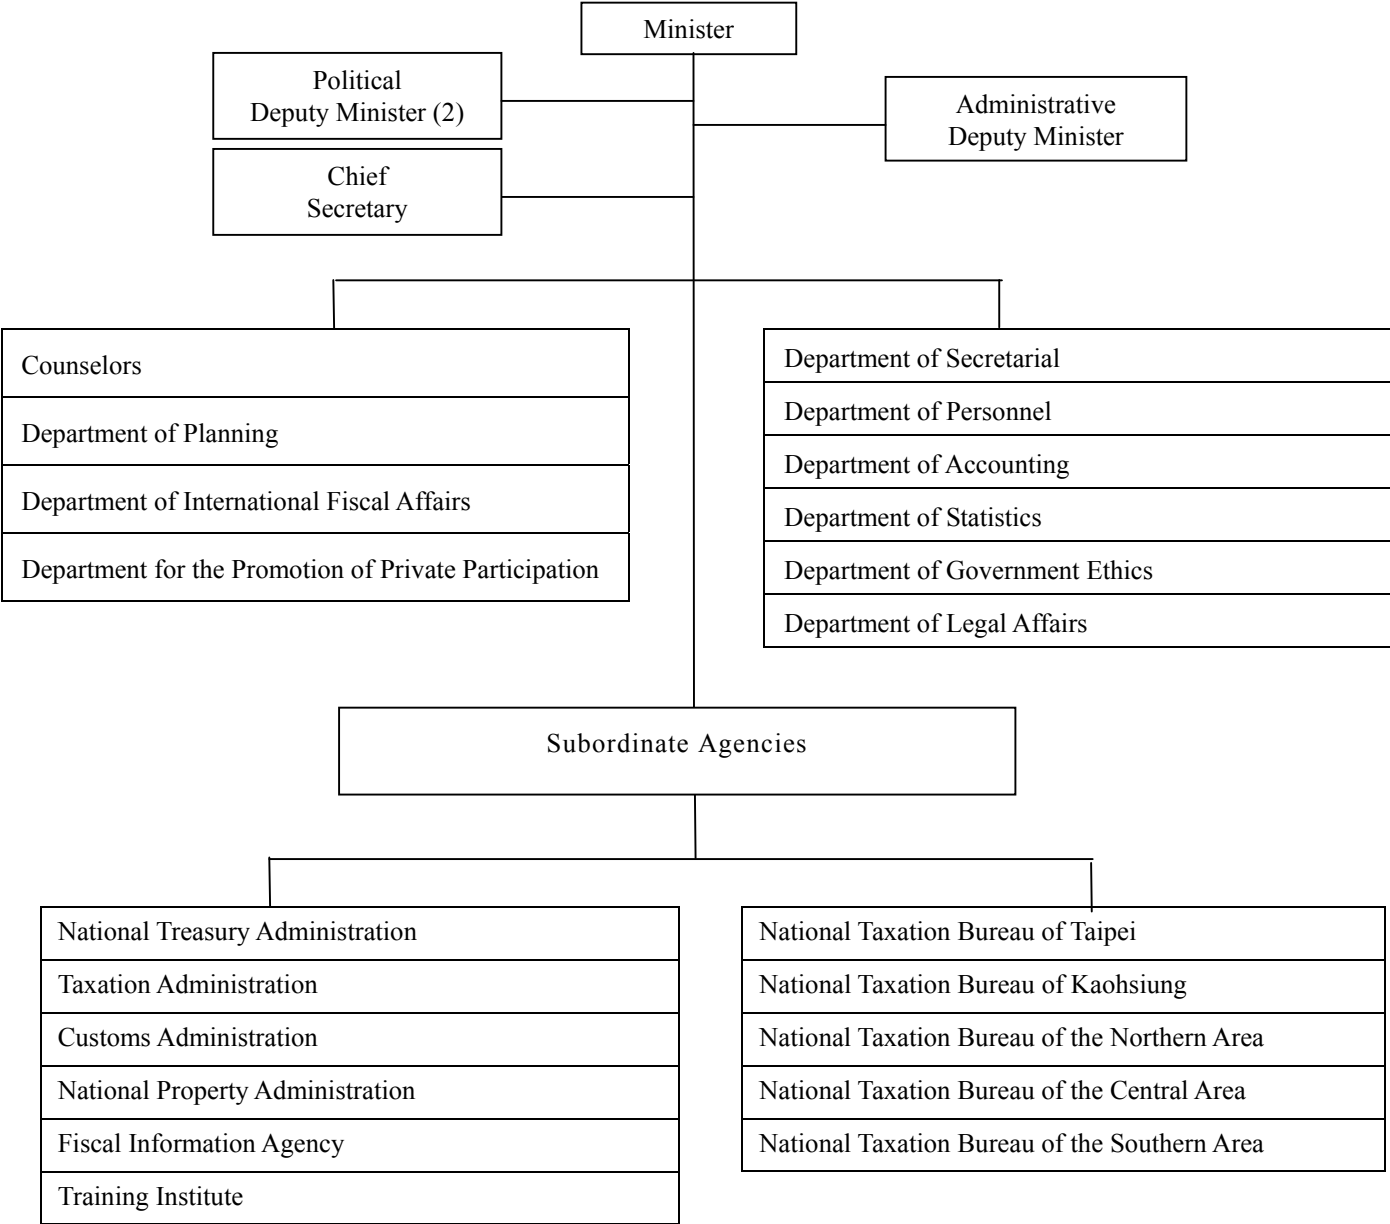 Minister
Political
Deputy Minister (2)
Administrative
Deputy Minister
Chief
Secretary
Counselors
Department of Planning
Department of International Fiscal Affairs
Department for the Promotion of Private Participation
Department of Secretarial
Department of Personnel
Department of Accounting
Department of Statistics
Department of Government Ethics
Department of Legal Affairs
Subordinate Agencies
National Treasury Administration
Taxation Administration
Customs Administration
National Property Administration
Fiscal Information Agency
Training Institute
National Taxation Bureau of Taipei
National Taxation Bureau of Kaohsiung
National Taxation Bureau of the Northern Area
National Taxation Bureau of the Central Area
National Taxation Bureau of the Southern Area